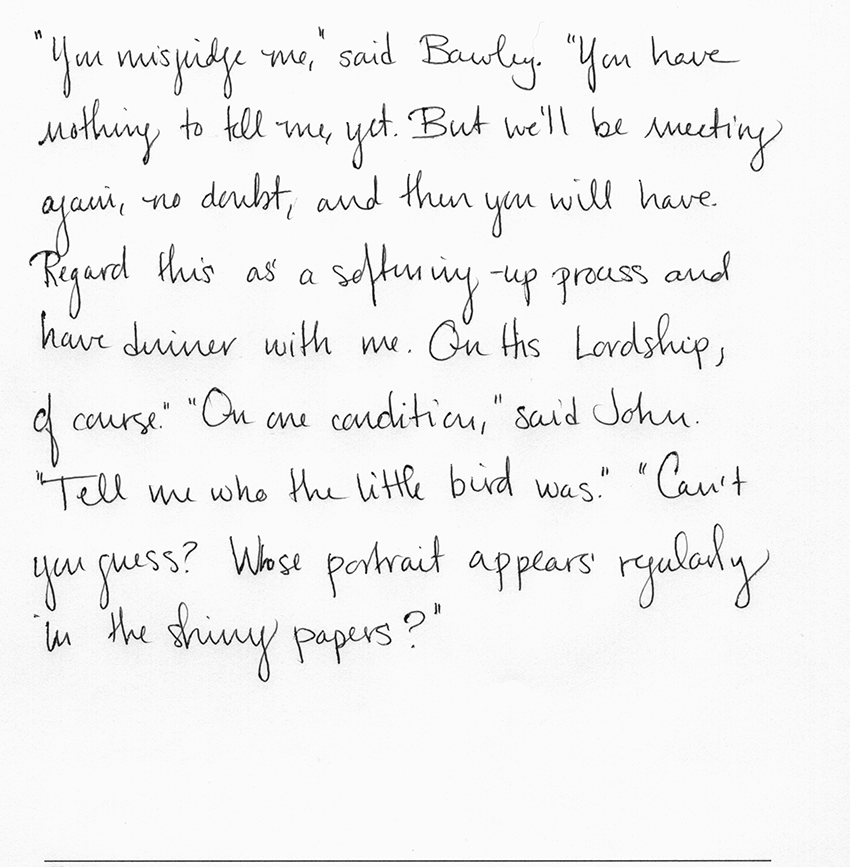 "You misjudge me," said Bawley. "You have
nothing to tell me, yet. But we'll be meeting
again, no doubt, and then you will have.
Regard this as a softening-up process and
have dinner with me. On His Lordship,
of course." "On one condition," said John.
"Tell me who the little bird was." "Can't
you guess? Whose portrait appears regularly
in the shiny papers?"